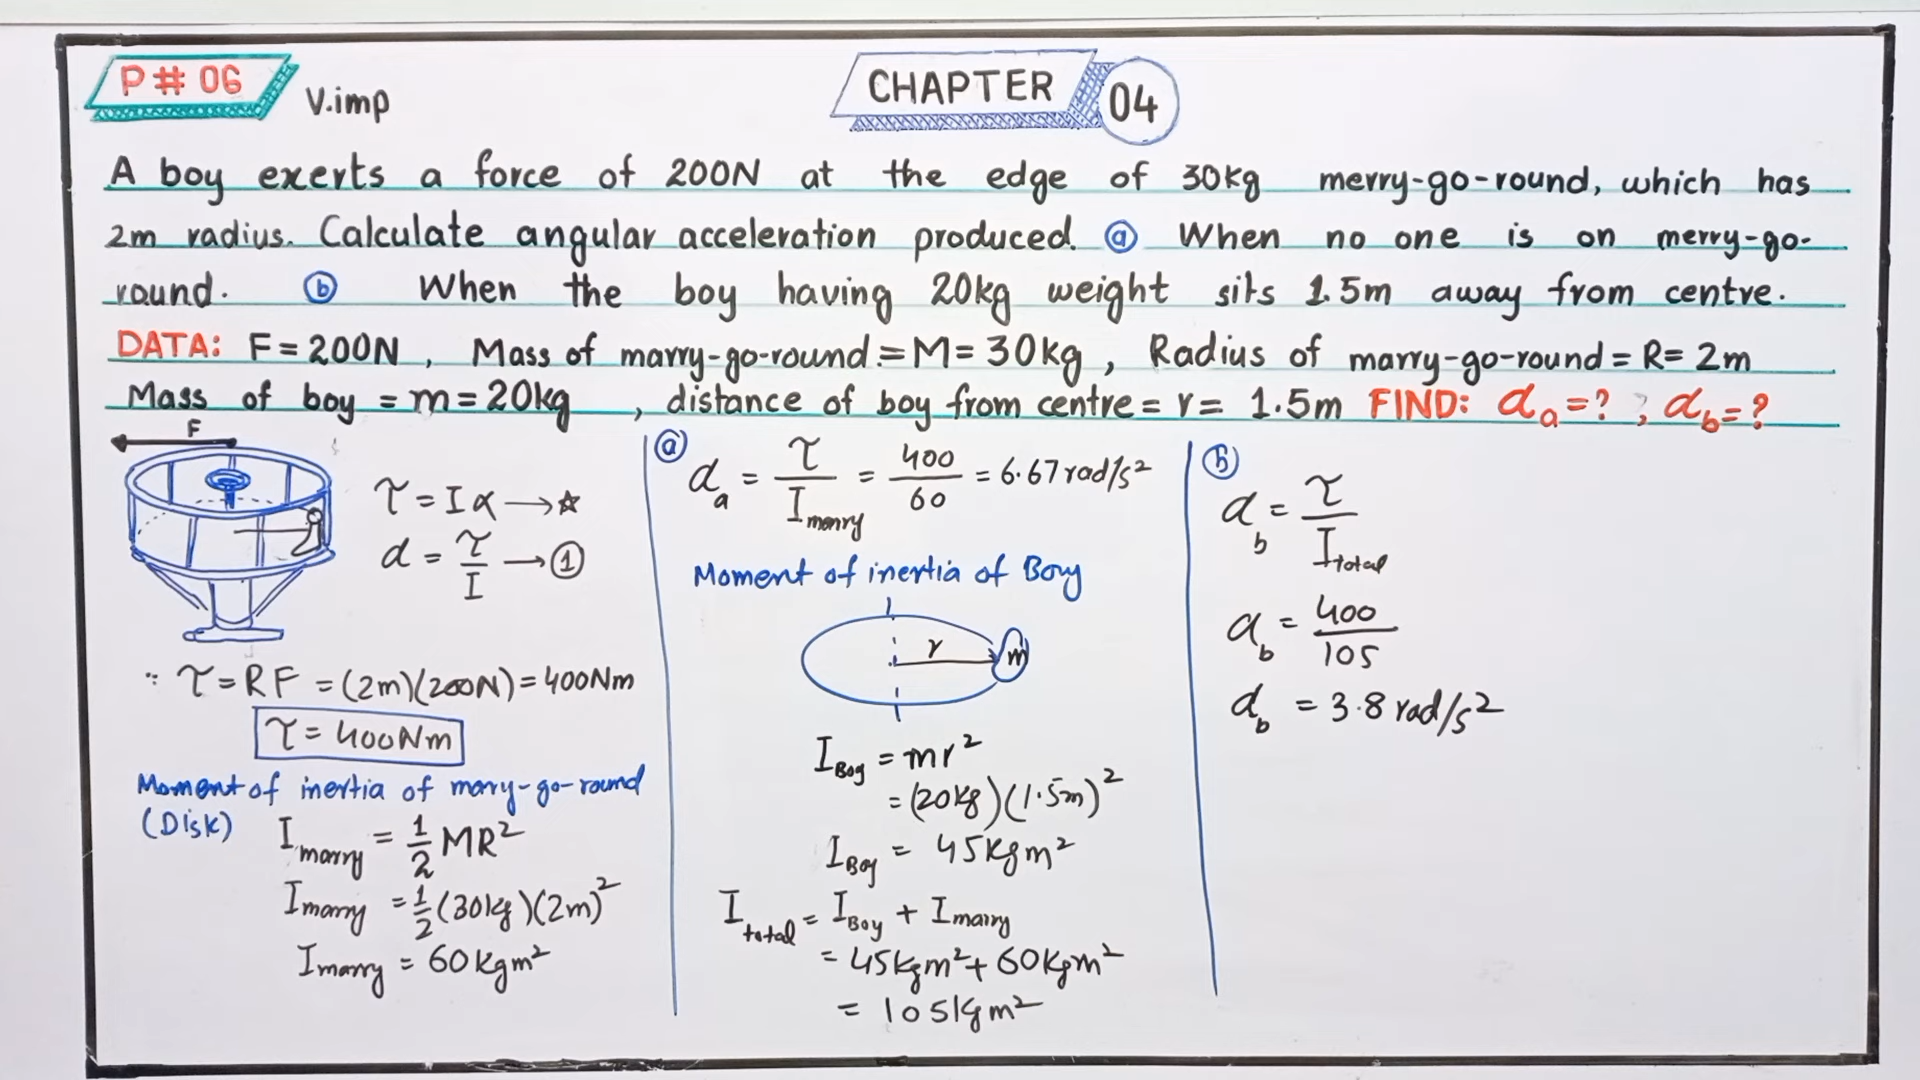 P # 06
V.imp
CHAPTER 04
A boy exerts a force of 200N at the edge of 30kg merry-go-round, which has
2m radius. Calculate angular acceleration produced. ⓐ When no one is on merry-go-
round. ⓑ When the boy having 20kg weight sits 1.5m away from centre.
DATA: F = 200N , Mass of marry-go-round = M = 30kg , Radius of marry-go-round = R = 2m
Mass of boy = m = 20kg , distance of boy from centre = r = 1.5m FIND: α_a = ? , α_b = ?
F
τ = Iα → ☆
α = τ/I → ①
∵ τ = RF = (2m)(200N) = 400Nm
τ = 400Nm
Moment of inertia of marry-go-round
(Disk)
I_marry = 1/2 MR²
I_marry = 1/2 (30kg)(2m)²
I_marry = 60kgm²
ⓐ
α_a = τ/I_marry = 400/60 = 6.67 rad/s²
Moment of inertia of Boy
r
m
I_Boy = mr²
= (20kg)(1.5m)²
I_Boy = 45kgm²
I_total = I_Boy + I_marry
= 45kgm² + 60kgm²
= 105kgm²
ⓑ
α_b = τ/I_total
α_b = 400/105
α_b = 3.8 rad/s²